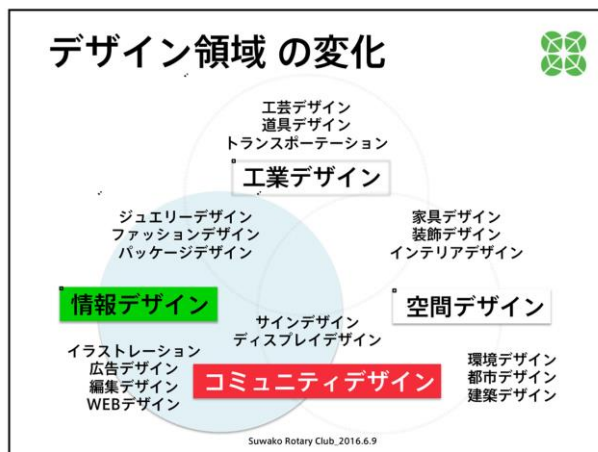 デザイン領域 の変化
工芸デザイン
道具デザイン
トランスポーテーション
工業デザイン
ジュエリーデザイン
ファッションデザイン
パッケージデザイン
家具デザイン
装飾デザイン
インテリアデザイン
情報デザイン
空間デザイン
サインデザイン
ディスプレイデザイン
イラストレーション
広告デザイン
編集デザイン
WEBデザイン
コミュニティデザイン
環境デザイン
都市デザイン
建築デザイン
Suwako Rotary Club_2016.6.9